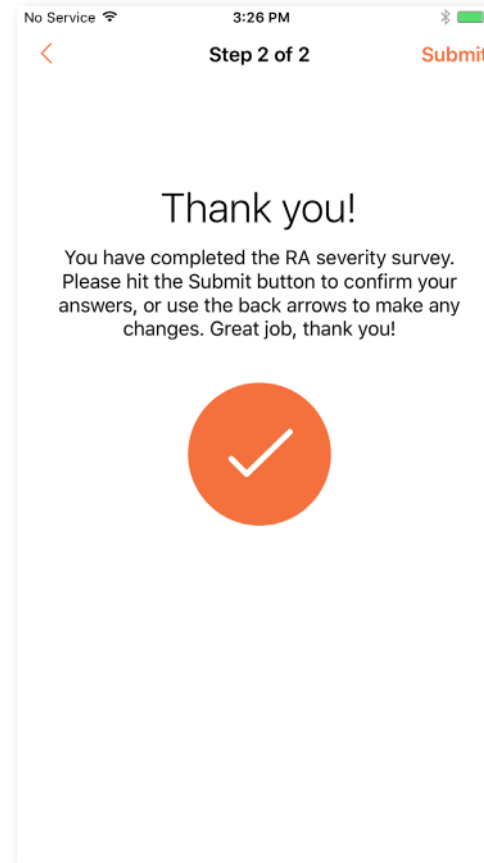 No Service 3:26 PM
Step 2 of 2 Submit
Thank you!
You have completed the RA severity survey.
Please hit the Submit button to confirm your
answers, or use the back arrows to make any
changes. Great job, thank you!